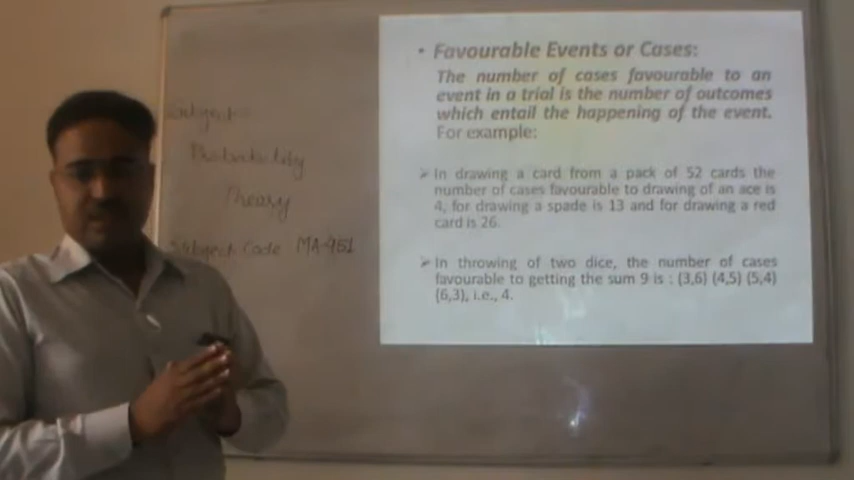 Probability
Theory
Subject Code MA-951
• Favourable Events or Cases:
The number of cases favourable to an
event in a trial is the number of outcomes
which entail the happening of the event.
For example:
➢ In drawing a card from a pack of 52 cards the
number of cases favourable to drawing of an ace is
4, for drawing a spade is 13 and for drawing a red
card is 26.
➢ In throwing of two dice, the number of cases
favourable to getting the sum 9 is : (3,6) (4,5) (5,4)
(6,3), i.e., 4.